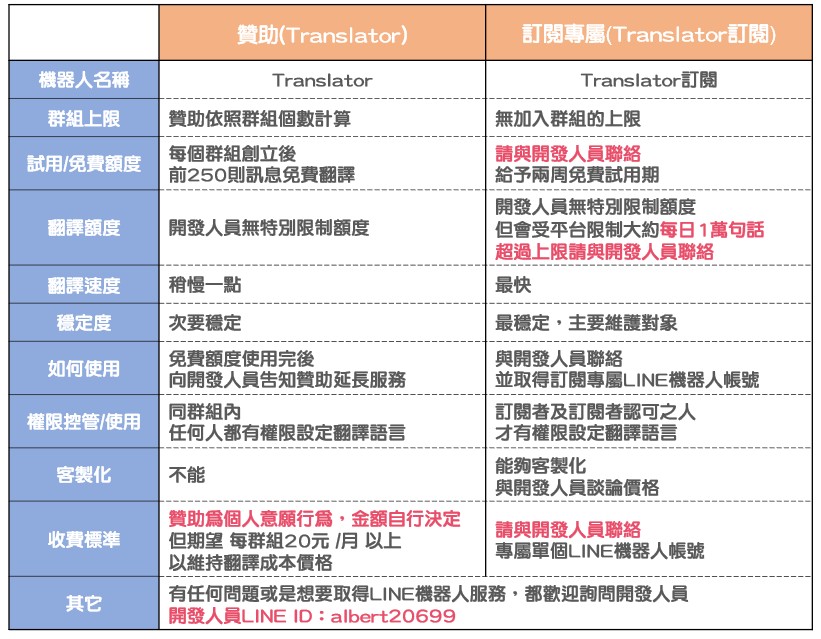 贊助(Translator)
訂閱專屬(Translator訂閱)
機器人名稱
Translator
Translator訂閱
群組上限
贊助依照群組個數計算
無加入群組的上限
試用/免費額度
每個群組創立後
前250則訊息免費翻譯
請與開發人員聯絡
給予兩周免費試用期
翻譯額度
開發人員無特別限制額度
開發人員無特別限制額度
但會受平台限制大約每日1萬句話
超過上限請與開發人員聯絡
翻譯速度
稍慢一點
最快
穩定度
次要穩定
最穩定，主要維護對象
如何使用
免費額度使用完後
向開發人員告知贊助延長服務
與開發人員聯絡
並取得訂閱專屬LINE機器人帳號
權限控管/使用
同群組內
任何人都有權限設定翻譯語言
訂閱者及訂閱者認可之人
才有權限設定翻譯語言
客製化
不能
能夠客製化
與開發人員談論價格
收費標準
贊助為個人意願行為，金額自行決定
但期望 每群組20元 /月 以上
以維持翻譯成本價格
請與開發人員聯絡
專屬單個LINE機器人帳號
其它
有任何問題或是想要取得LINE機器人服務，都歡迎詢問開發人員
開發人員LINE ID：albert20699